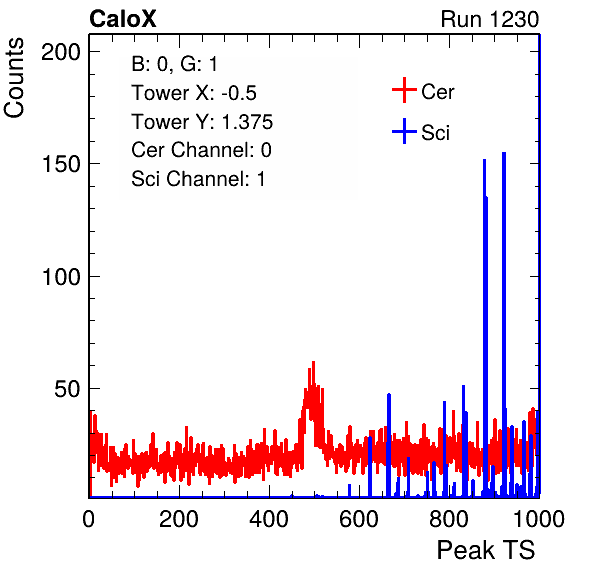 CaloX Run 1230
B: 0, G: 1
Tower X: -0.5
Tower Y: 1.375
Cer Channel: 0
Sci Channel: 1
Cer
Sci
Counts
200
150
100
50
0 200 400 600 800 1000
Peak TS